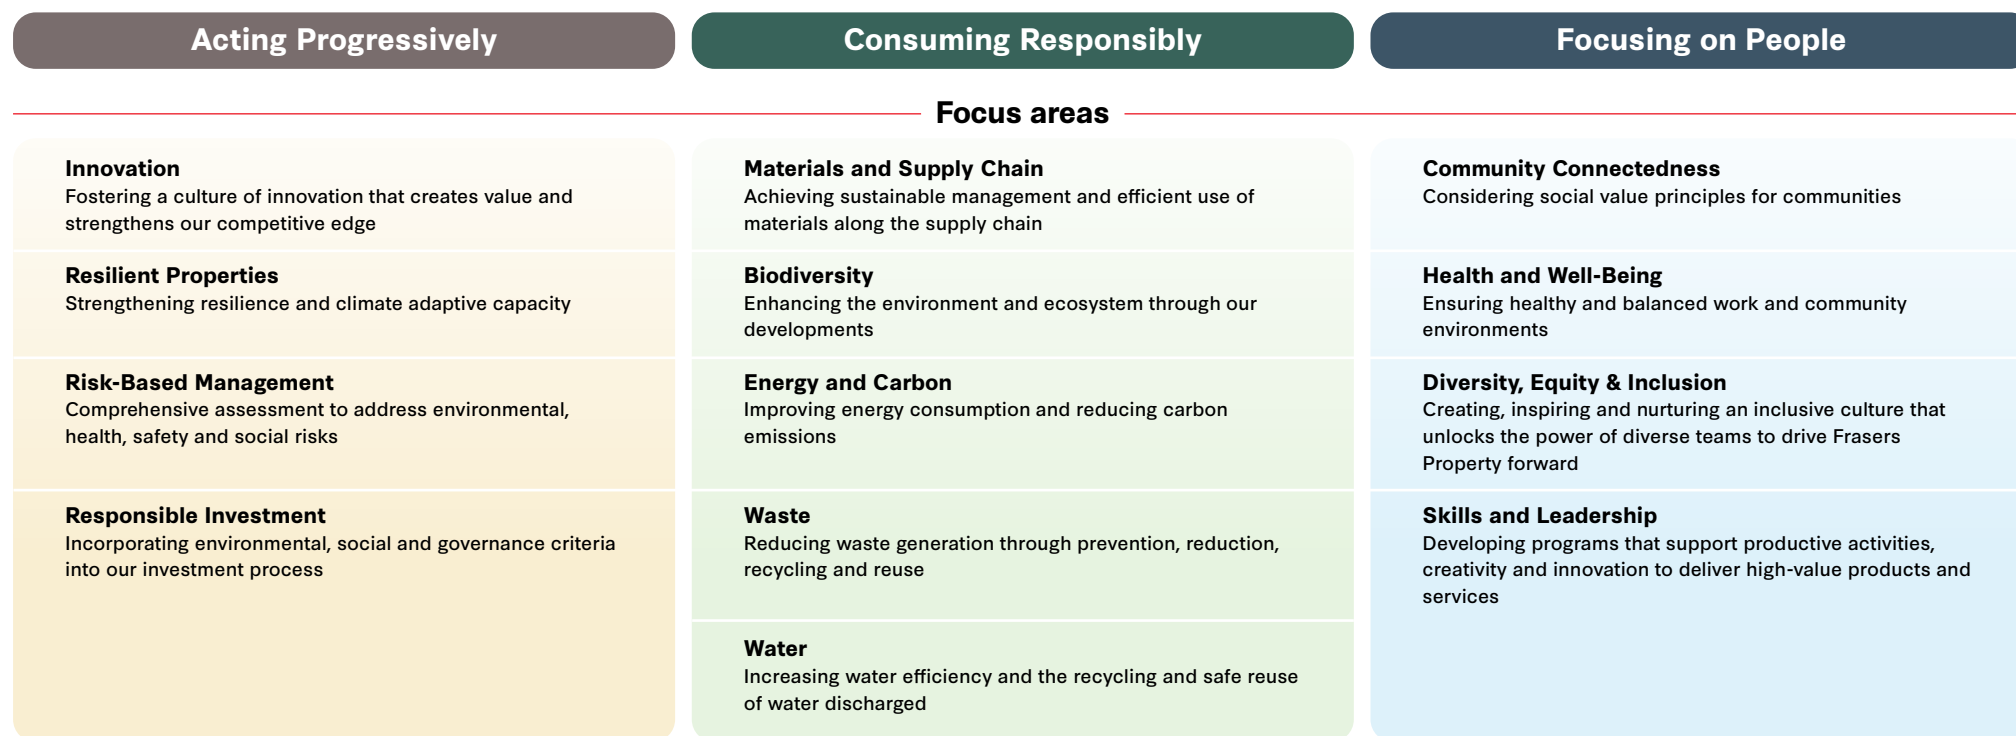 Acting Progressively
Consuming Responsibly
Focusing on People
Focus areas
Innovation
Fostering a culture of innovation that creates value and
strengthens our competitive edge
Resilient Properties
Strengthening resilience and climate adaptive capacity
Risk-Based Management
Comprehensive assessment to address environmental,
health, safety and social risks
Responsible Investment
Incorporating environmental, social and governance criteria
into our investment process
Materials and Supply Chain
Achieving sustainable management and efficient use of
materials along the supply chain
Biodiversity
Enhancing the environment and ecosystem through our
developments
Energy and Carbon
Improving energy consumption and reducing carbon
emissions
Waste
Reducing waste generation through prevention, reduction,
recycling and reuse
Water
Increasing water efficiency and the recycling and safe reuse
of water discharged
Community Connectedness
Considering social value principles for communities
Health and Well-Being
Ensuring healthy and balanced work and community
environments
Diversity, Equity & Inclusion
Creating, inspiring and nurturing an inclusive culture that
unlocks the power of diverse teams to drive Frasers
Property forward
Skills and Leadership
Developing programs that support productive activities,
creativity and innovation to deliver high-value products and
services